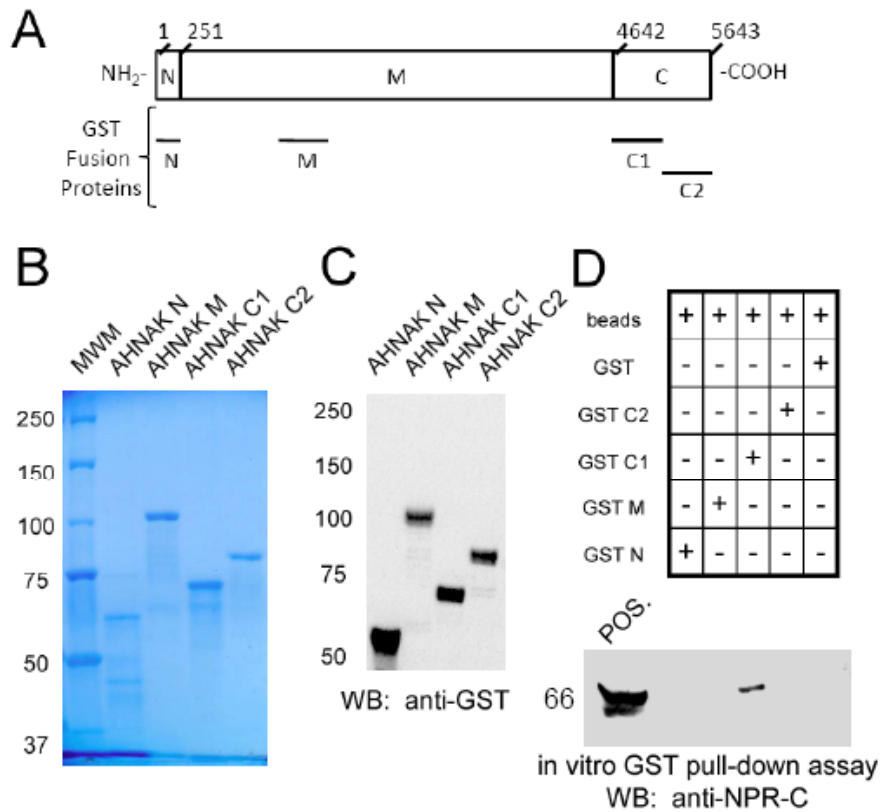 A
1 251 4642 5643
NH2- N M C -COOH
GST
Fusion
Proteins
N M C1
C2
B
MWM AHNAK N AHNAK M AHNAK C1 AHNAK C2
250
150
100
75
50
37
C
AHNAK N AHNAK M AHNAK C1 AHNAK C2
250
150
100
75
50
WB: anti-GST
D
beads + + + + +
GST - - - - +
GST C2 - - - + -
GST C1 - - + - -
GST M - + - - -
GST N + - - - -
POS.
66
in vitro GST pull-down assay
WB: anti-NPR-C